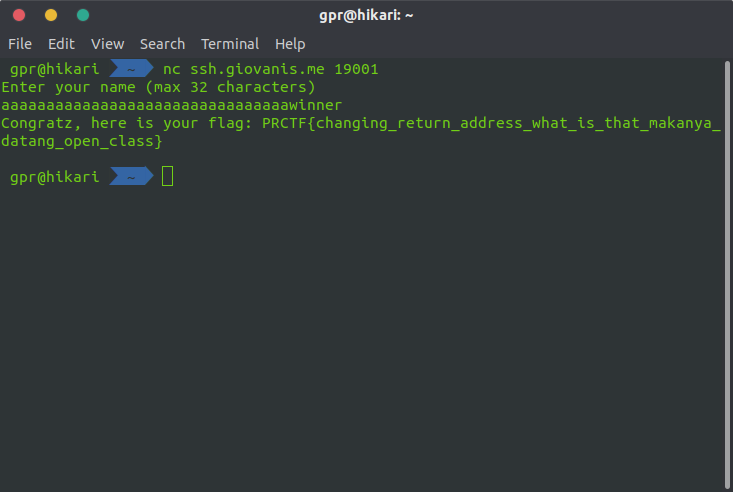 gpr@hikari: ~
File Edit View Search Terminal Help
gpr@hikari ~ nc ssh.giovanis.me 19001
Enter your name (max 32 characters)
aaaaaaaaaaaaaaaaaaaaaaaaaaaaaaaawinner
Congratz, here is your flag: PRCTF{changing_return_address_what_is_that_makanya_
datang_open_class}
gpr@hikari ~